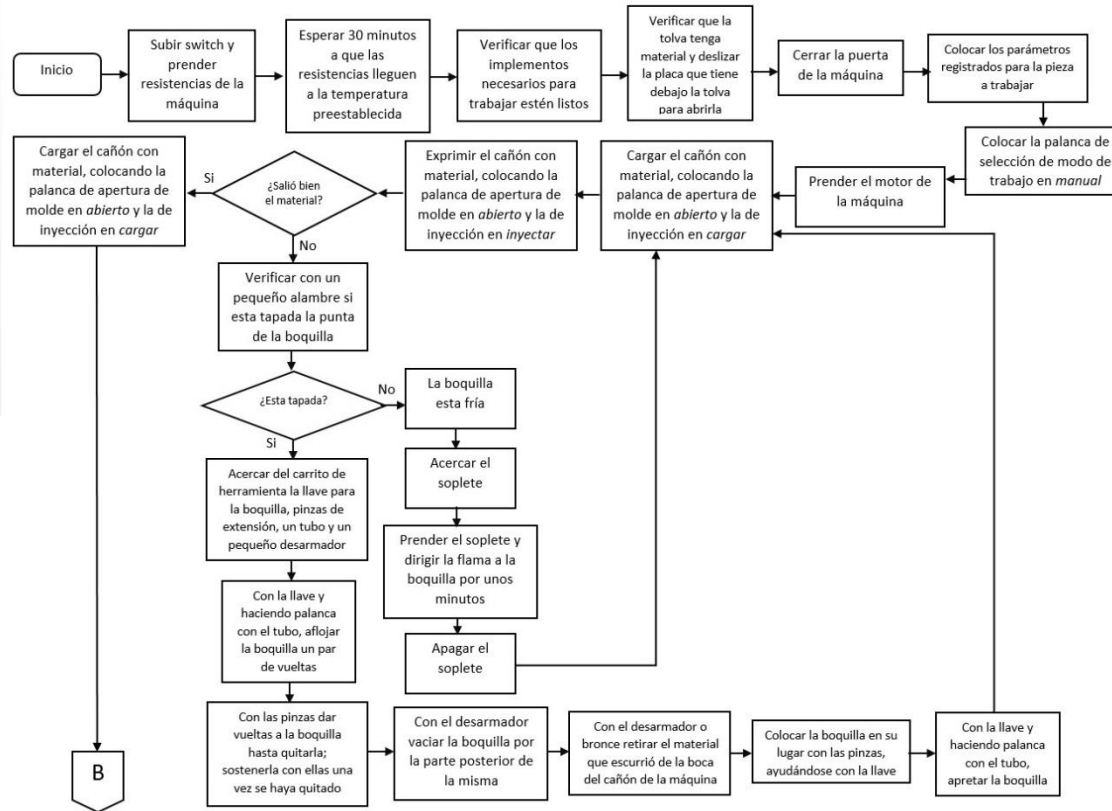 Inicio
Subir switch y
prender
resistencias de la
máquina
Esperar 30 minutos
a que las
resistencias lleguen
a la temperatura
preestablecida
Verificar que los
implementos
necesarios para
trabajar estén listos
Verificar que la
tolva tenga
material y deslizar
la placa que tiene
debajo la tolva
para abrirla
Cerrar la puerta
de la máquina
Colocar los parámetros
registrados para la pieza
a trabajar
Colocar la palanca de
selección de modo de
trabajo en manual
Prender el motor de
la máquina
Cargar el cañón con
material, colocando la
palanca de apertura de
molde en abierto y la de
inyección en cargar
Exprimir el cañón con
material, colocando la
palanca de apertura de
molde en abierto y la de
inyección en inyectar
¿Salió bien
el material?
Si
Cargar el cañón con
material, colocando la
palanca de apertura de
molde en abierto y la de
inyección en cargar
No
Verificar con un
pequeño alambre si
esta tapada la punta
de la boquilla
¿Esta tapada?
No
La boquilla
esta fría
Acercar el
soplete
Prender el soplete y
dirigir la flama a la
boquilla por unos
minutos
Apagar el
soplete
Si
Acercar del carrito de
herramienta la llave para
la boquilla, pinzas de
extensión, un tubo y un
pequeño desarmador
Con la llave y
haciendo palanca
con el tubo, aflojar
la boquilla un par
de vueltas
Con las pinzas dar
vueltas a la boquilla
hasta quitarla;
sostenerla con ellas una
vez se haya quitado
Con el desarmador
vaciar la boquilla por
la parte posterior de
la misma
Con el desarmador o
bronce retirar el material
que escurrió de la boca
del cañón de la máquina
Colocar la boquilla en su
lugar con las pinzas,
ayudándose con la llave
Con la llave y
haciendo palanca
con el tubo,
apretar la boquilla
B